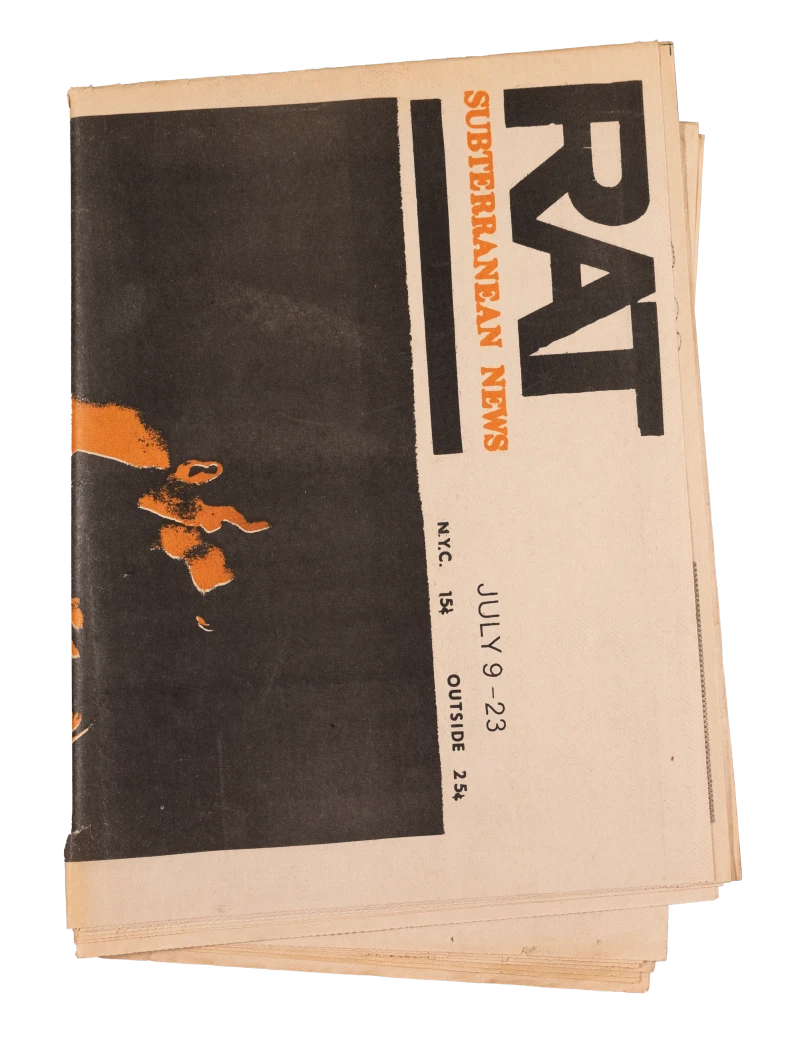 RAT
SUBTERRANEAN NEWS
JULY 9-23
N.Y.C. 15¢ OUTSIDE 25¢